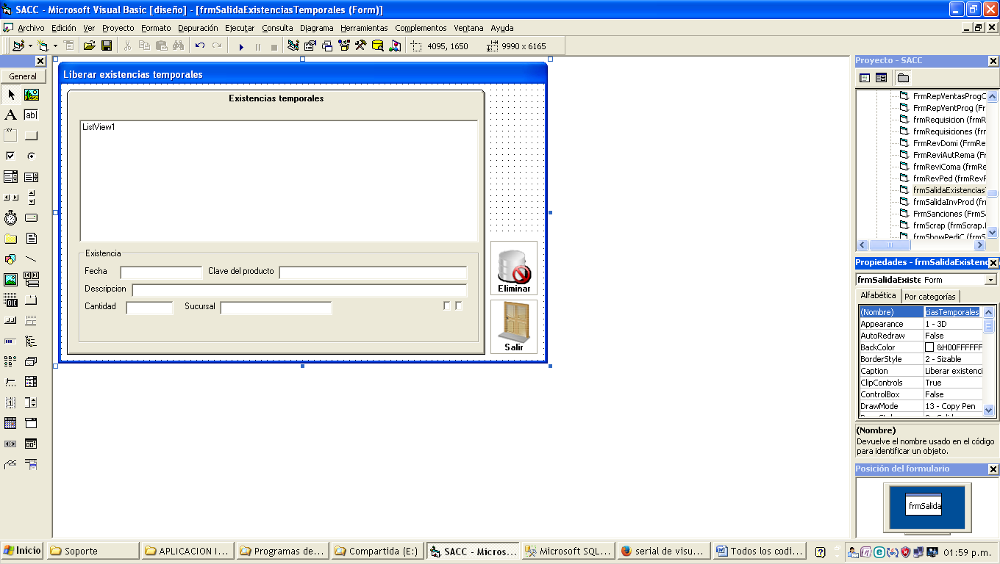 SACC - Microsoft Visual Basic [diseño] - [frmSalidaExistenciasTemporales (Form)]
Archivo Edición Ver Proyecto Formato Depuración Ejecutar Consulta Diagrama Herramientas Complementos Ventana Ayuda
4095, 1650 9990 x 6165
General
A ab|
xy
OLE
Liberar existencias temporales
Existencias temporales
ListView1
Existencia
Fecha Clave del producto
Descripcion
Cantidad Sucursal
Eliminar
Salir
Proyecto - SACC
FrmRepVentasProgC
FrmRepVentProg (Fr
frmRequisicion (frmR
frmRequisiciones (frr
FrmRevDomi (FrmRe
FrmReviAutRema (Fr
frmReviComa (frmRe
frmRevPed (frmRevP
frmSalidaExistencias
frmSalidaInvProd (fr
FrmSanciones (FrmSa
frmScrap (frmScrap.
frmShowPediC (frmS
Propiedades - frmSalidaExistenc
frmSalidaExiste Form
Alfabética Por categorías
(Nombre) ciasTemporales
Appearance 1 - 3D
AutoRedraw False
BackColor &H00FFFFFF
BorderStyle 2 - Sizable
Caption Liberar existenci
ClipControls True
ControlBox False
DrawMode 13 - Copy Pen
(Nombre)
Devuelve el nombre usado en el código
para identificar un objeto.
Posición del formulario
frmSalida
Inicio Soporte APLICACION I... Programas de... Compartida (E:) SACC - Micros... Microsoft SQL... serial de visu... Todos los codi... 01:59 p.m.